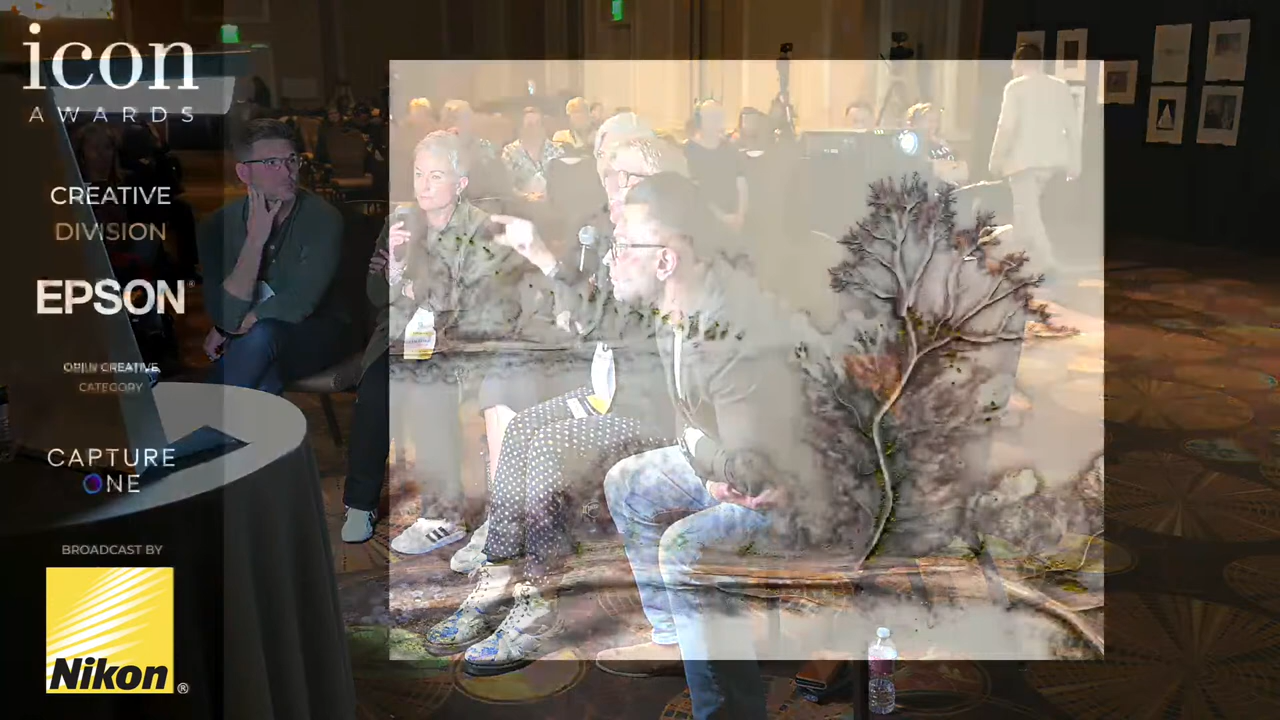 icon
AWARDS
CREATIVE
DIVISION
EPSON®
OPEN CREATIVE
CATEGORY
CAPTURE
ONE
BROADCAST BY
Nikon®